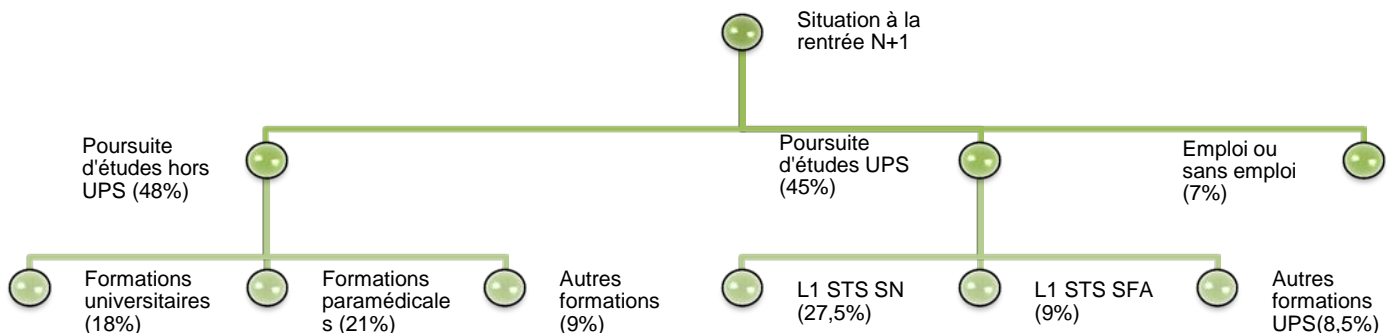 Situation à la
rentrée N+1
Poursuite
d'études hors
UPS (48%)
Poursuite
d'études UPS
(45%)
Emploi ou
sans emploi
(7%)
Formations
universitaires
(18%)
Formations
paramédicale
s (21%)
Autres
formations
(9%)
L1 STS SN
(27,5%)
L1 STS SFA
(9%)
Autres
formations
UPS(8,5%)